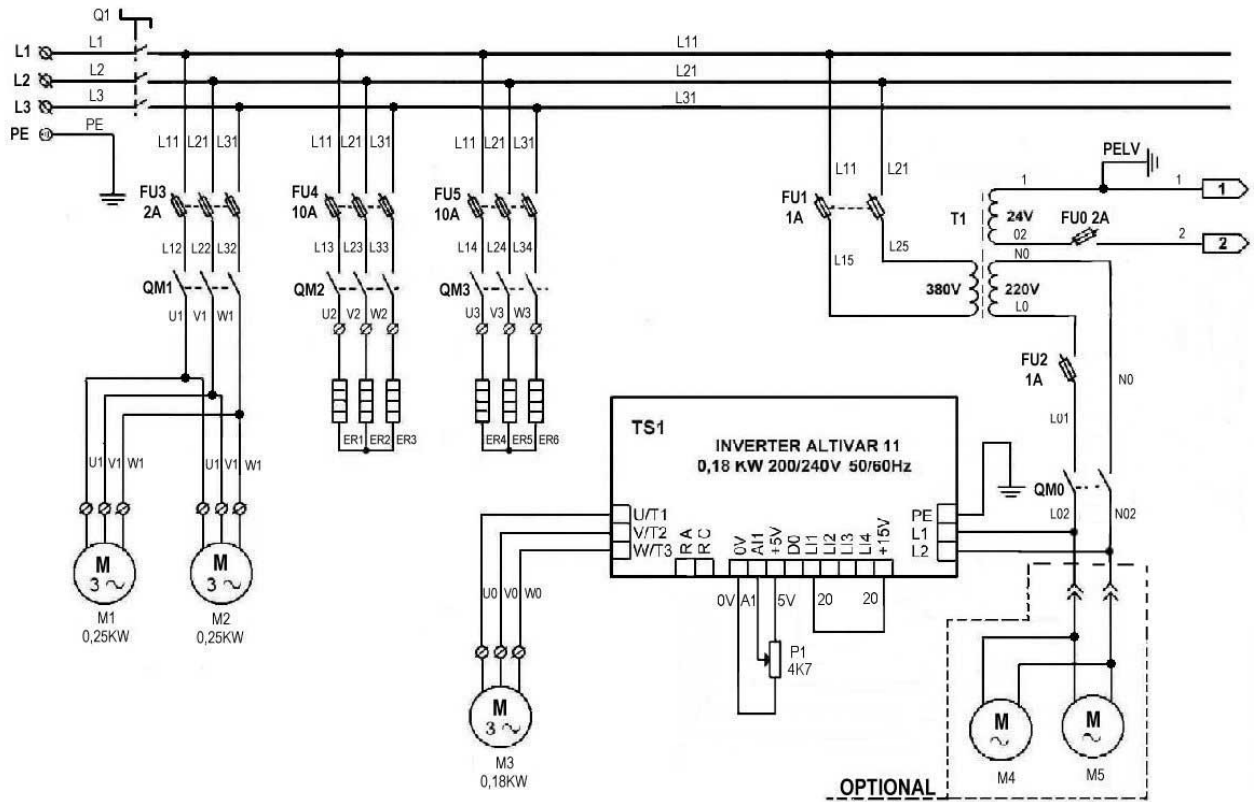 Q1
L1 L1 L11
L2 L2 L21
L3 L3 L31
PE PE
L11 L21 L31
L11 L21 L31
L11 L21 L31
L11 L21
PELV
FU3
2A
FU4
10A
FU5
10A
FU1
1A
T1
1 1 1
24V
FU0 2A
02 2 2
L12 L22 L32
L13 L23 L33
L14 L24 L34
L15 L25
N0
QM1
QM2
QM3
380V 220V
L0
U1 V1 W1
U2 V2 W2
U3 V3 W3
FU2
1A
N0
L01
ER1 ER2 ER3
ER4 ER5 ER6
TS1
INVERTER ALTIVAR 11
0,18 KW 200/240V 50/60Hz
U1 V1 W1
U1 V1 W1
QM0
L02 N02
U/T1
V/T2
W/T3
RA
RC
0V
AI1
+5V
D0
LI1
LI2
LI3
LI4
+15V
PE
L1
L2
M
3
M1
0,25KW
M
3
M2
0,25KW
U0 V0 W0
0V A1 5V 20 20
P1
4K7
M
3
M3
0,18KW
M
M4
M
M5
OPTIONAL